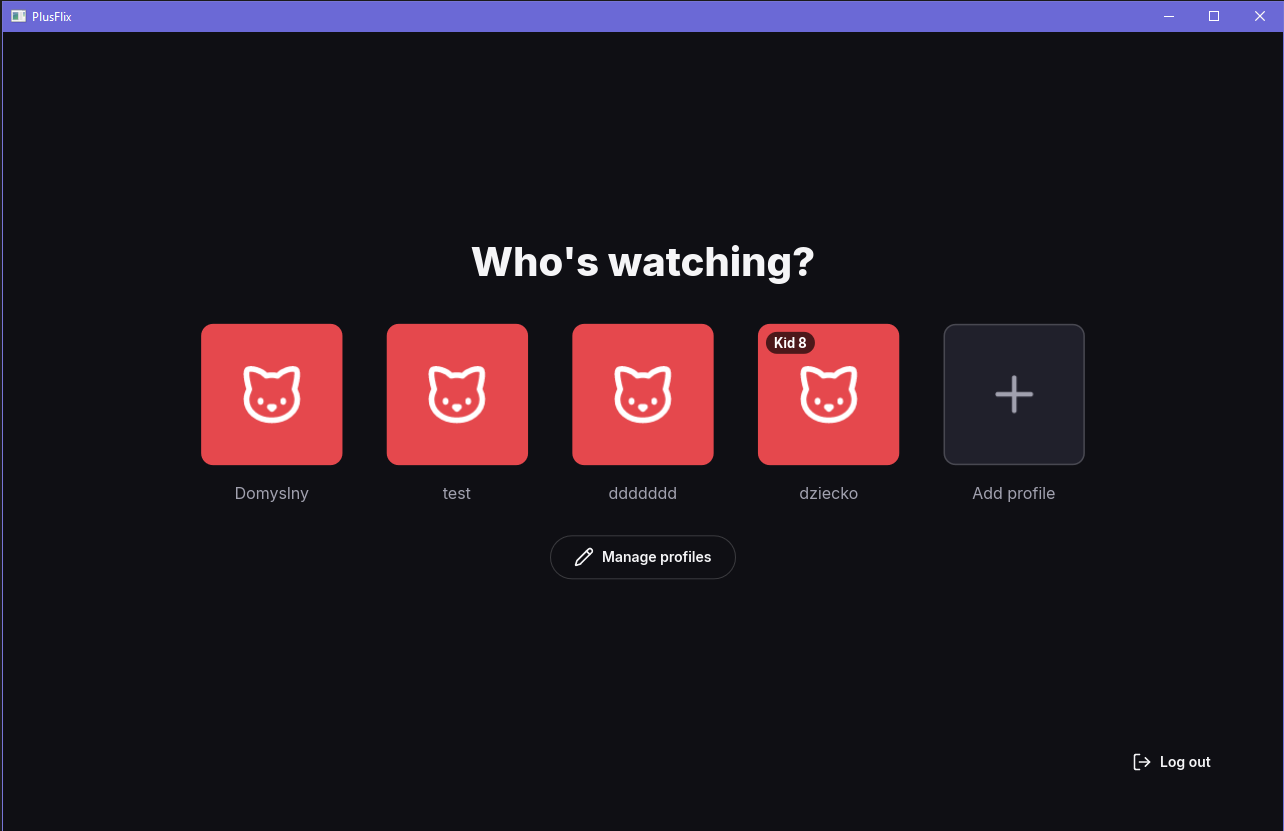 PlusFlix
Who's watching?
Kid 8
Domyslny
test
ddddddd
dziecko
Add profile
Manage profiles
Log out